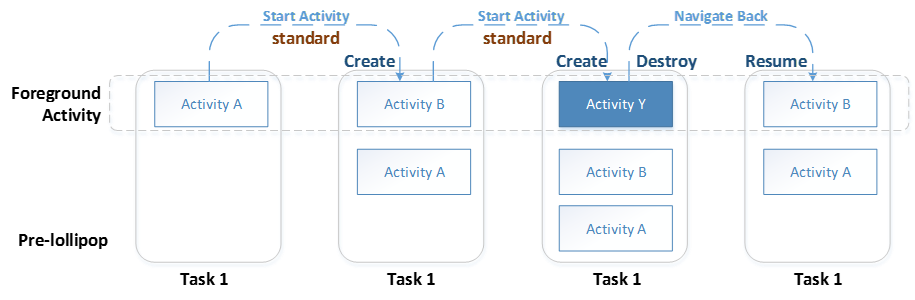 Start Activity
Start Activity
Navigate Back
standard
standard
Create
Create
Destroy
Resume
Foreground
Activity
Activity A
Activity B
Activity Y
Activity B
Activity A
Activity B
Activity A
Activity A
Pre-lollipop
Task 1
Task 1
Task 1
Task 1